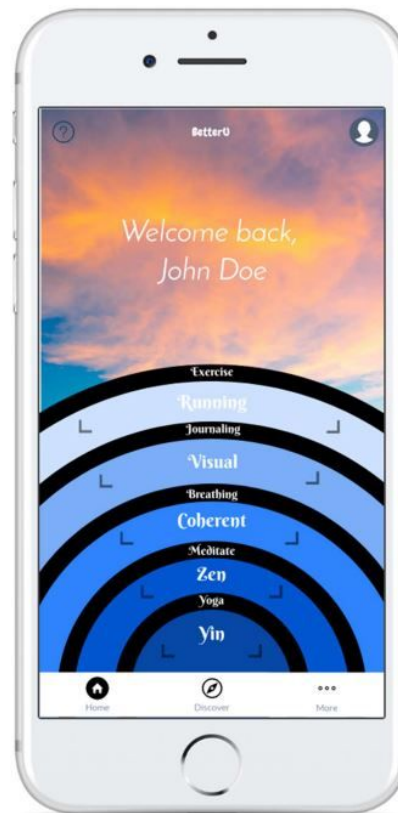 ?
BetterU
Welcome back,
John Doe
Exercise
Running
Journaling
Visual
Breathing
Coherent
Meditate
Zen
Yoga
Yin
Home
Discover
More